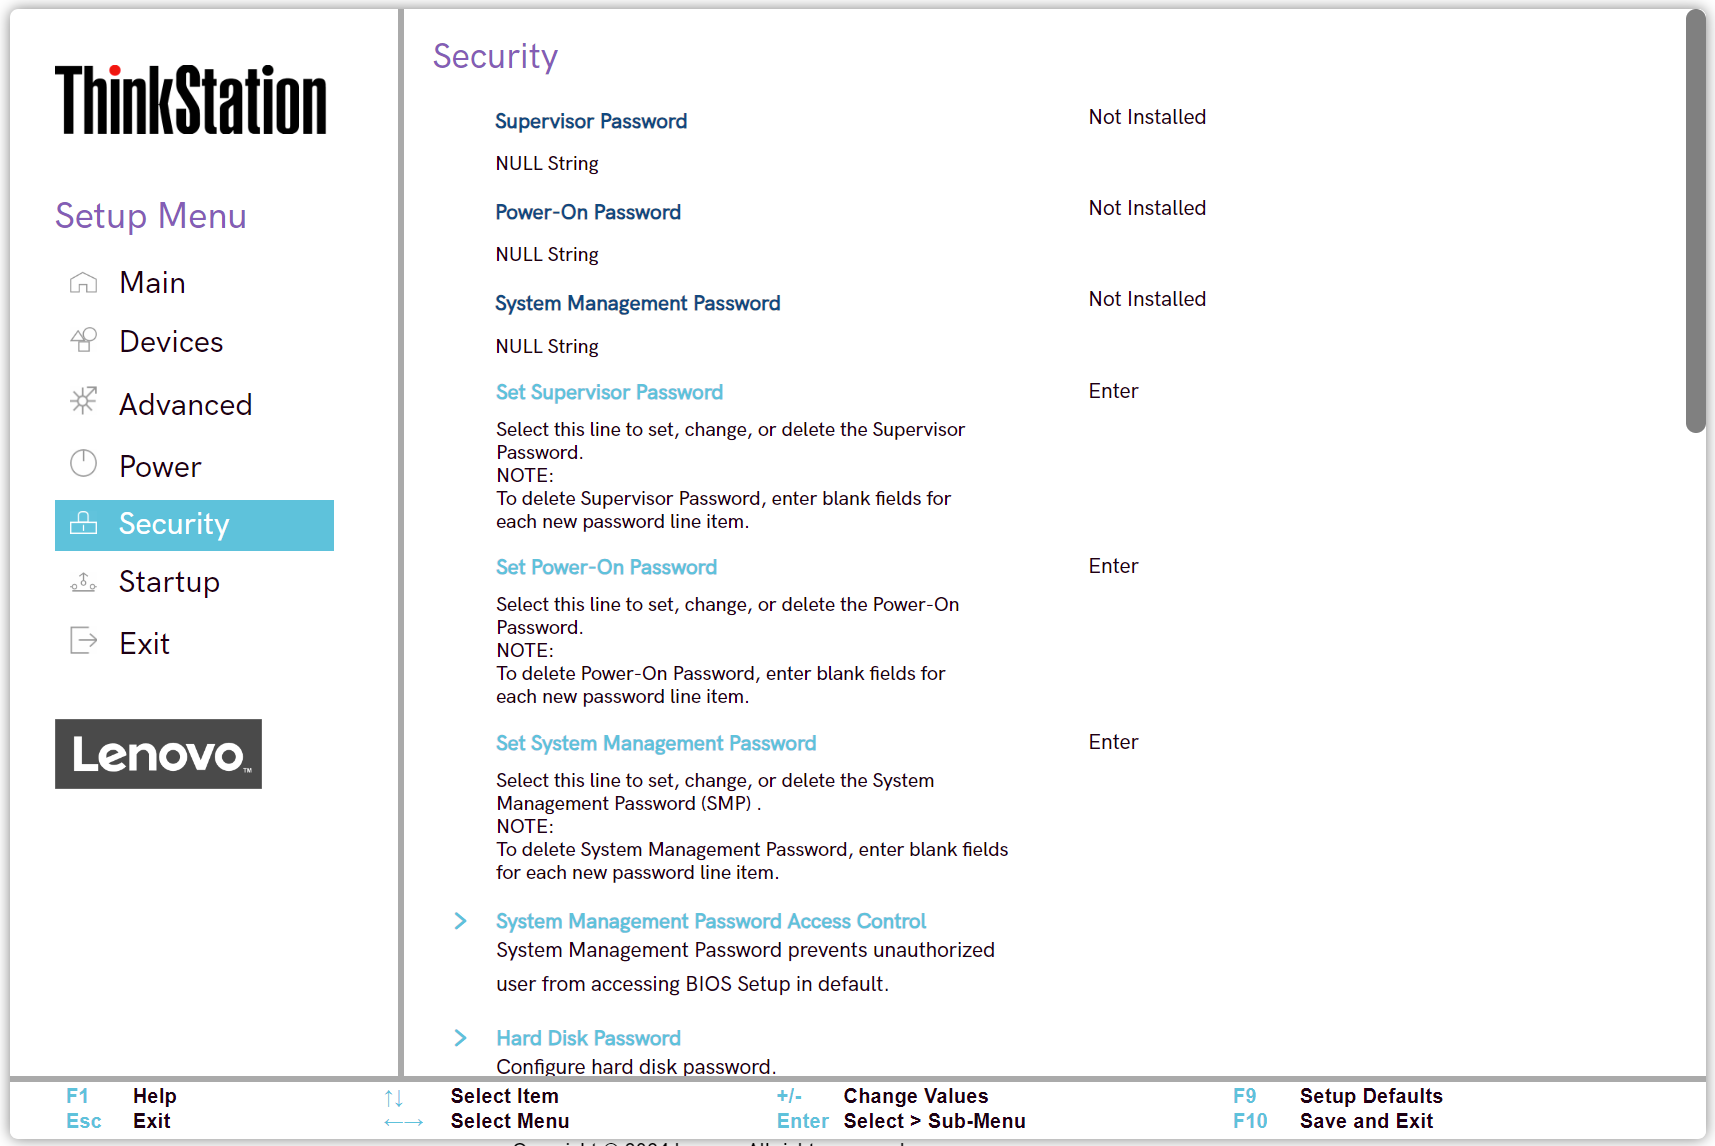 ThinkStation
Setup Menu
Main
Devices
Advanced
Power
Security
Startup
Exit
Lenovo™
Security
Supervisor Password Not Installed
NULL String
Power-On Password Not Installed
NULL String
System Management Password Not Installed
NULL String
Set Supervisor Password Enter
Select this line to set, change, or delete the Supervisor
Password.
NOTE:
To delete Supervisor Password, enter blank fields for
each new password line item.
Set Power-On Password Enter
Select this line to set, change, or delete the Power-On
Password.
NOTE:
To delete Power-On Password, enter blank fields for
each new password line item.
Set System Management Password Enter
Select this line to set, change, or delete the System
Management Password (SMP) .
NOTE:
To delete System Management Password, enter blank fields
for each new password line item.
> System Management Password Access Control
System Management Password prevents unauthorized
user from accessing BIOS Setup in default.
> Hard Disk Password
Configure hard disk password.
F1 Help ↑↓ Select Item +/- Change Values F9 Setup Defaults
Esc Exit ←→ Select Menu Enter Select > Sub-Menu F10 Save and Exit